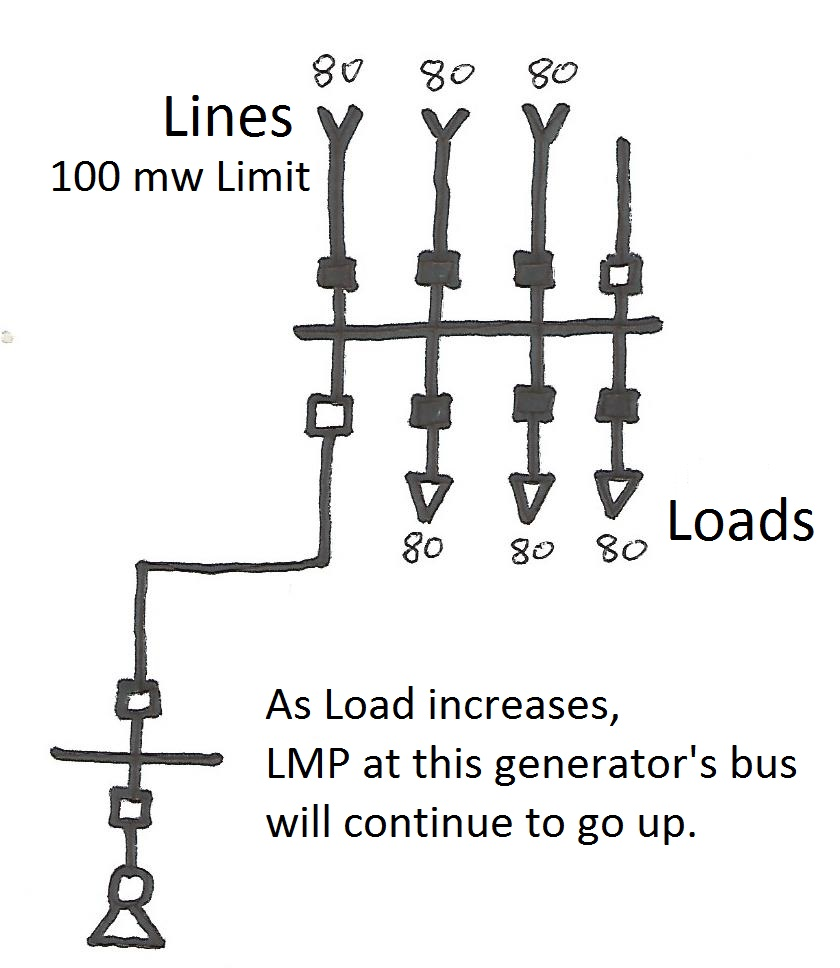 80 80 80
Lines
100 mw Limit
Loads
80 80 80
As Load increases,
LMP at this generator's bus
will continue to go up.